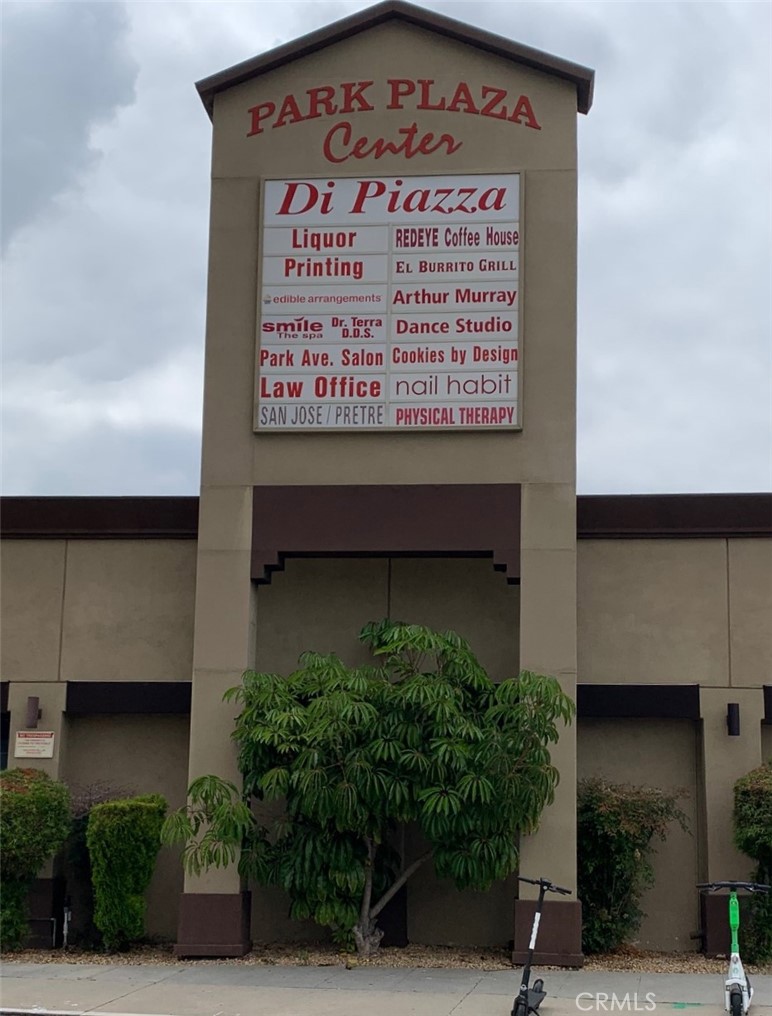 PARK PLAZA
Center
Di Piazza
Liquor
REDEYE Coffee House
Printing
EL BURRITO GRILL
edible arrangements
Arthur Murray
smile The spa Dr. Terra D.D.S.
Dance Studio
Park Ave. Salon
Cookies by Design
Law Office
nail habit
SAN JOSE / PRETRE
PHYSICAL THERAPY
CRMLS